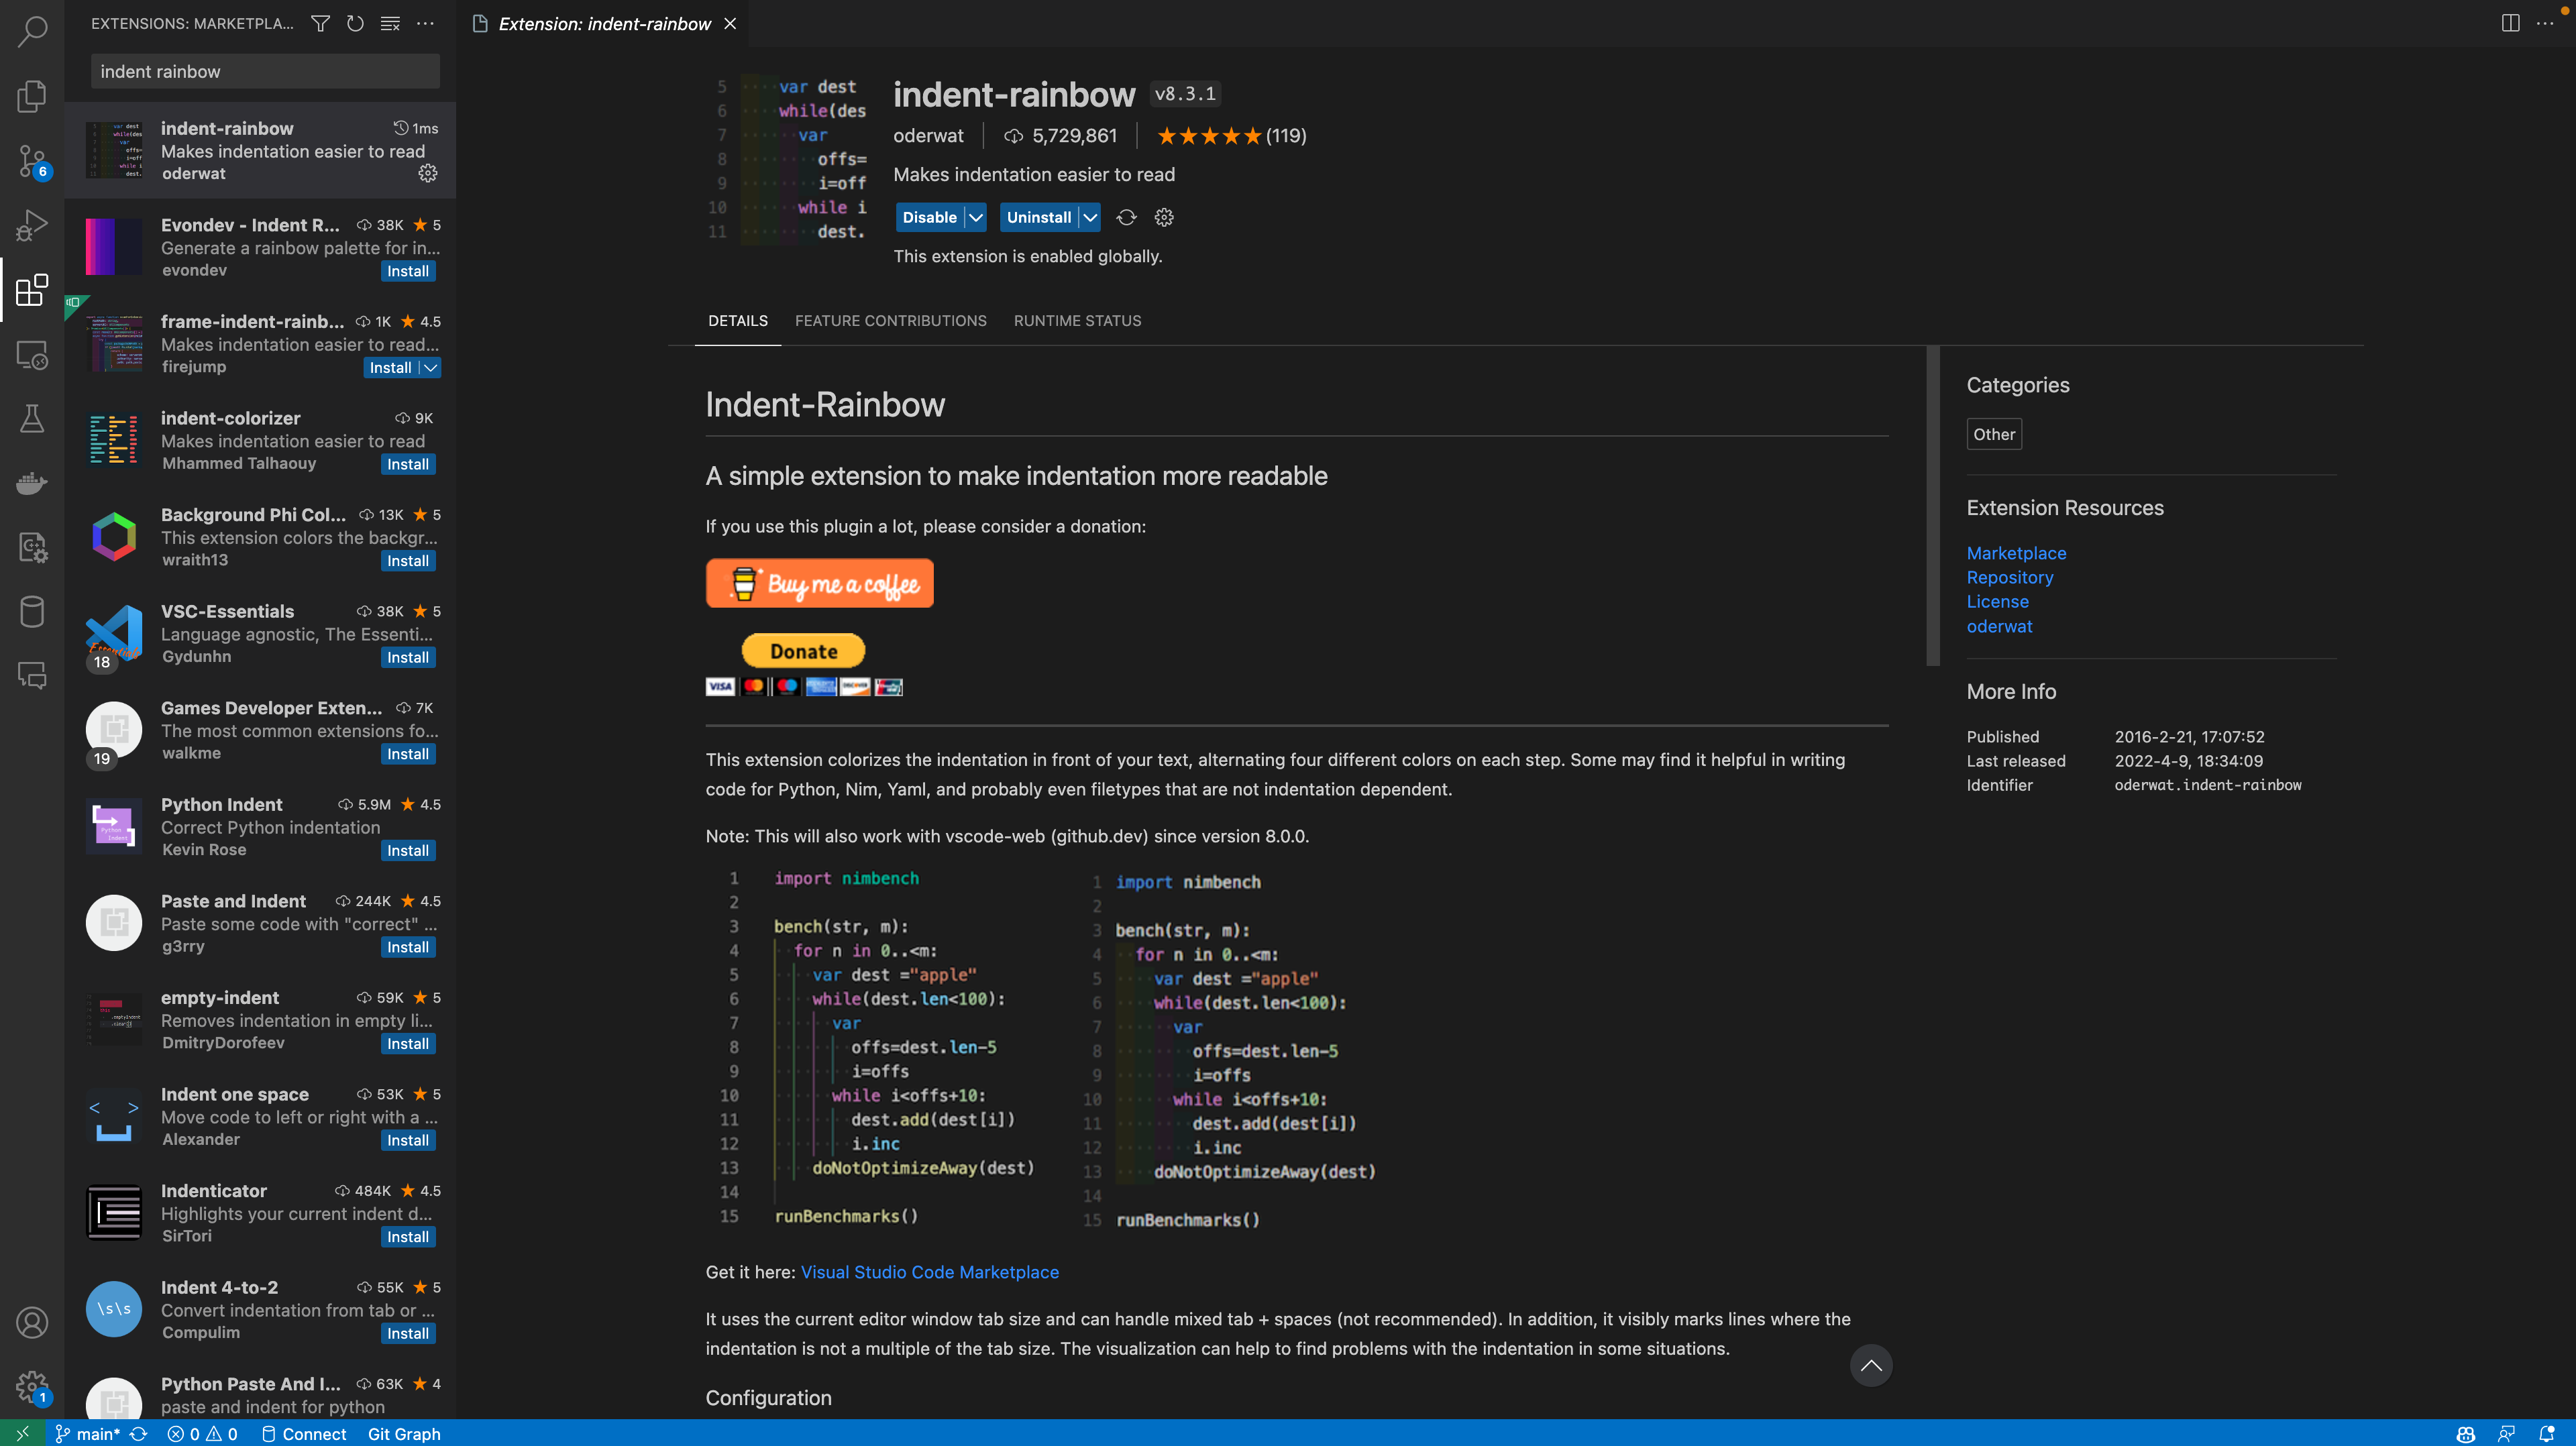 EXTENSIONS: MARKETPLA...
indent rainbow
indent-rainbow 1ms
Makes indentation easier to read
oderwat
Evondev - Indent R... 38K 5
Generate a rainbow palette for in...
evondev Install
frame-indent-rainb... 1K 4.5
Makes indentation easier to read...
firejump Install
indent-colorizer 9K
Makes indentation easier to read
Mhammed Talhaouy Install
Background Phi Col... 13K 5
This extension colors the backgr...
wraith13 Install
VSC-Essentials 38K 5
Language agnostic, The Essenti...
18 Gydunhn Install
Games Developer Exten... 7K
The most common extensions fo...
19 walkme Install
Python Indent 5.9M 4.5
Correct Python indentation
Kevin Rose Install
Paste and Indent 244K 4.5
Paste some code with "correct" ...
g3rry Install
empty-indent 59K 5
Removes indentation in empty li...
DmitryDorofeev Install
Indent one space 53K 5
Move code to left or right with a ...
Alexander Install
Indenticator 484K 4.5
Highlights your current indent d...
SirTori Install
Indent 4-to-2 55K 5
\s\s Convert indentation from tab or ...
Compulim Install
Python Paste And I... 63K 4
paste and indent for python
6
1
Extension: indent-rainbow
5 var dest
6 while(des
7 var
8 offs=
9 i=off
10 while i
11 dest.
indent-rainbow v8.3.1
oderwat 5,729,861 (119)
Makes indentation easier to read
Disable Uninstall
This extension is enabled globally.
DETAILS FEATURE CONTRIBUTIONS RUNTIME STATUS
Indent-Rainbow
A simple extension to make indentation more readable
If you use this plugin a lot, please consider a donation:
Buy me a coffee
Donate
VISA DISCOVER
This extension colorizes the indentation in front of your text, alternating four different colors on each step. Some may find it helpful in writing
code for Python, Nim, Yaml, and probably even filetypes that are not indentation dependent.
Note: This will also work with vscode-web (github.dev) since version 8.0.0.
1 import nimbench
2
3 bench(str, m):
4 for n in 0..<m:
5 var dest ="apple"
6 while(dest.len<100):
7 var
8 offs=dest.len-5
9 i=offs
10 while i<offs+10:
11 dest.add(dest[i])
12 i.inc
13 doNotOptimizeAway(dest)
14
15 runBenchmarks()
1 import nimbench
2
3 bench(str, m):
4 for n in 0..<m:
5 var dest ="apple"
6 while(dest.len<100):
7 var
8 offs=dest.len-5
9 i=offs
10 while i<offs+10:
11 dest.add(dest[i])
12 i.inc
13 doNotOptimizeAway(dest)
14
15 runBenchmarks()
Get it here: Visual Studio Code Marketplace
It uses the current editor window tab size and can handle mixed tab + spaces (not recommended). In addition, it visibly marks lines where the
indentation is not a multiple of the tab size. The visualization can help to find problems with the indentation in some situations.
Configuration
Categories
Other
Extension Resources
Marketplace
Repository
License
oderwat
More Info
Published 2016-2-21, 17:07:52
Last released 2022-4-9, 18:34:09
Identifier oderwat.indent-rainbow
main* 0 0 Connect Git Graph